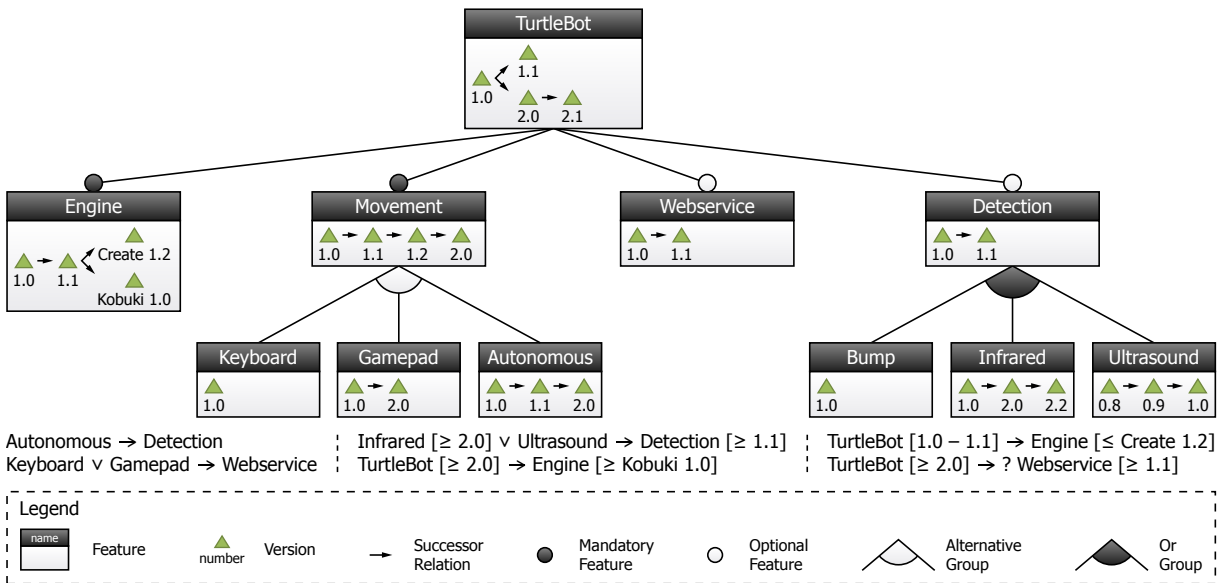 TurtleBot
1.0
1.1
2.0
2.1
Engine
1.0
1.1
Create 1.2
Kobuki 1.0
Movement
1.0
1.1
1.2
2.0
Webservice
1.0
1.1
Detection
1.0
1.1
Keyboard
1.0
Gamepad
1.0
2.0
Autonomous
1.0
1.1
2.0
Bump
1.0
Infrared
1.0
2.0
2.2
Ultrasound
0.8
0.9
1.0
Autonomous → Detection
Keyboard ∨ Gamepad → Webservice
Infrared [≥ 2.0] ∨ Ultrasound → Detection [≥ 1.1]
TurtleBot [≥ 2.0] → Engine [≥ Kobuki 1.0]
TurtleBot [1.0 – 1.1] → Engine [≤ Create 1.2]
TurtleBot [≥ 2.0] → ? Webservice [≥ 1.1]
Legend
name
Feature
number
Version
Successor
Relation
Mandatory
Feature
Optional
Feature
Alternative
Group
Or
Group